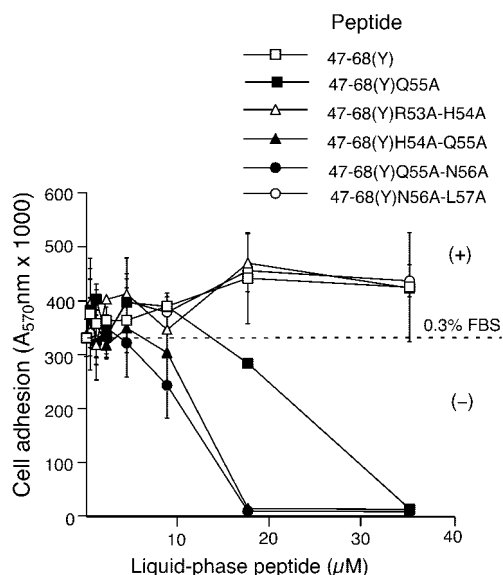 Peptide
47-68(Y)
47-68(Y)Q55A
47-68(Y)R53A-H54A
47-68(Y)H54A-Q55A
47-68(Y)Q55A-N56A
47-68(Y)N56A-L57A
Cell adhesion (A570nm x 1000)
600
500
400
300
200
100
0
(+)
0.3% FBS
(−)
10
20
30
40
Liquid-phase peptide (µM)